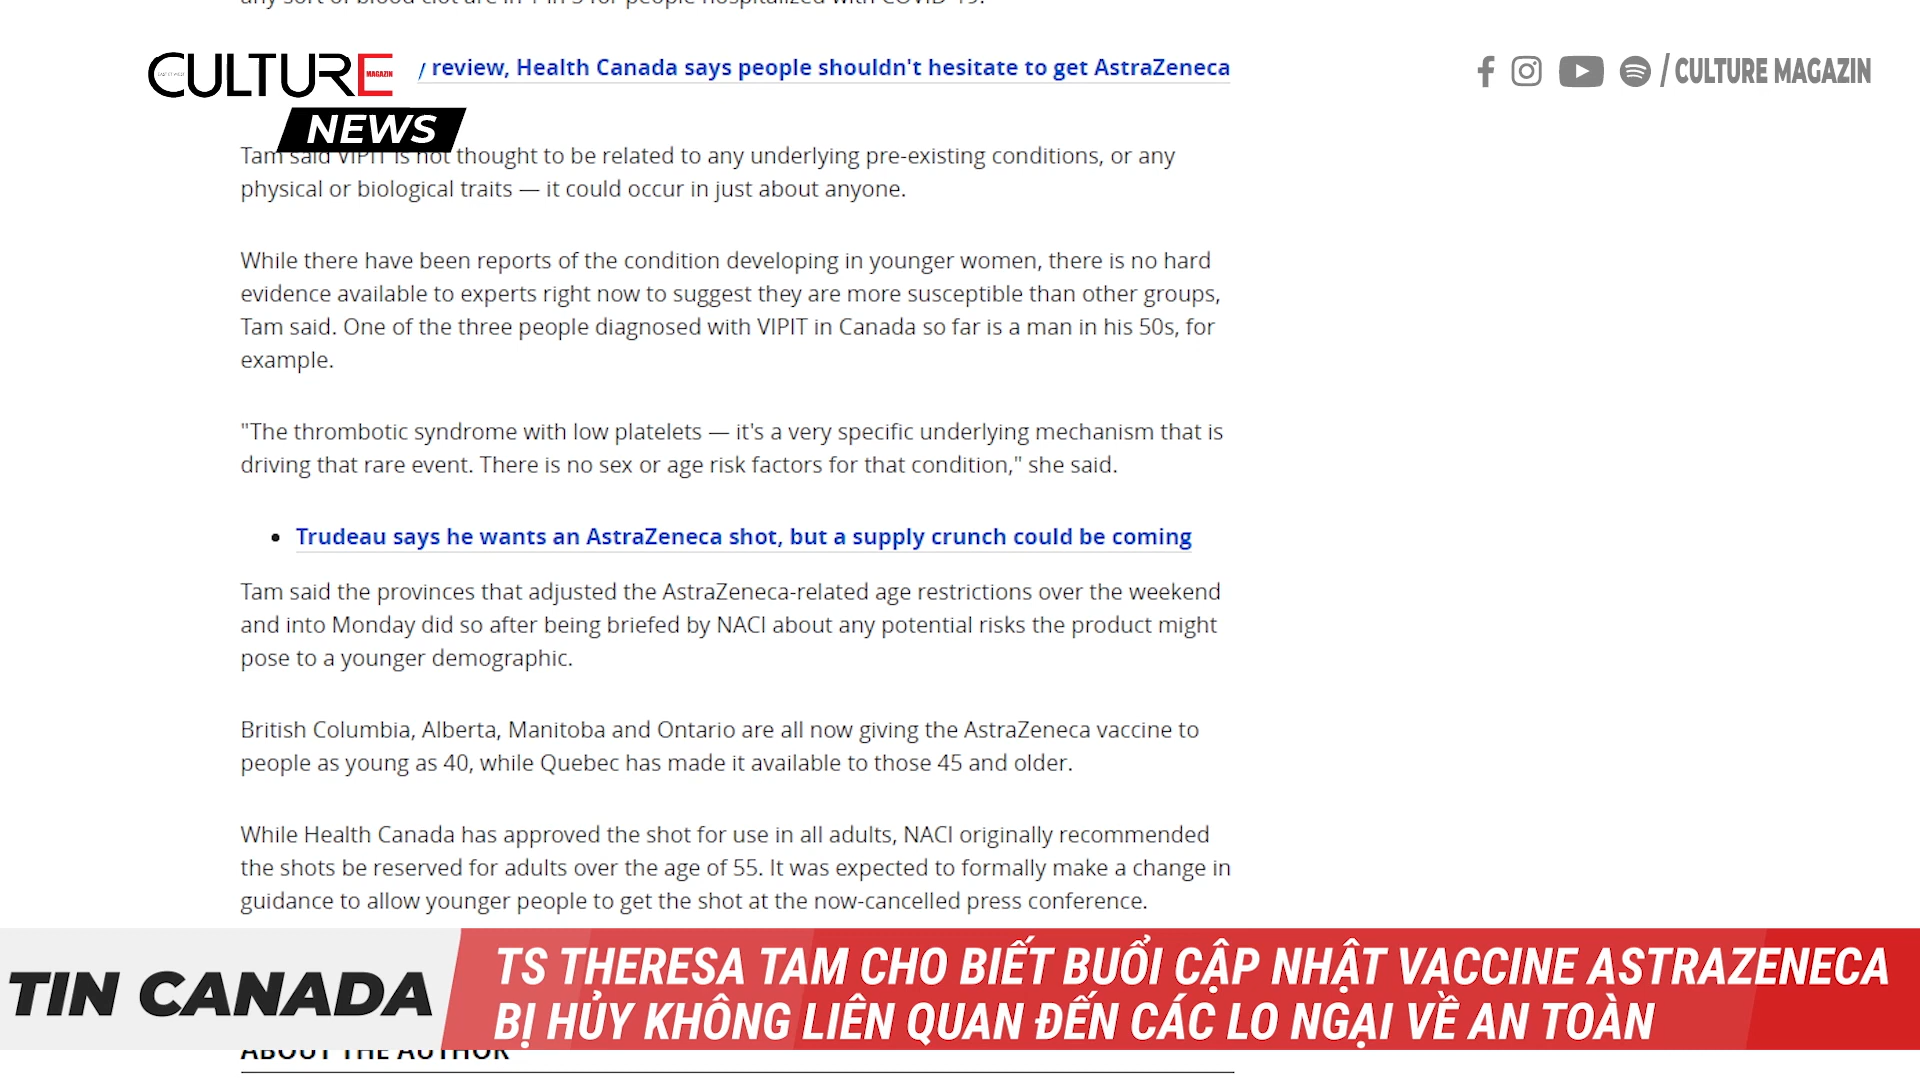 CULTURE
MAGAZIN
NEWS
/ CULTURE MAGAZIN
review, Health Canada says people shouldn't hesitate to get AstraZeneca
Tam said VIPIT is not thought to be related to any underlying pre-existing conditions, or any
physical or biological traits — it could occur in just about anyone.
While there have been reports of the condition developing in younger women, there is no hard
evidence available to experts right now to suggest they are more susceptible than other groups,
Tam said. One of the three people diagnosed with VIPIT in Canada so far is a man in his 50s, for
example.
"The thrombotic syndrome with low platelets — it's a very specific underlying mechanism that is
driving that rare event. There is no sex or age risk factors for that condition," she said.
• Trudeau says he wants an AstraZeneca shot, but a supply crunch could be coming
Tam said the provinces that adjusted the AstraZeneca-related age restrictions over the weekend
and into Monday did so after being briefed by NACI about any potential risks the product might
pose to a younger demographic.
British Columbia, Alberta, Manitoba and Ontario are all now giving the AstraZeneca vaccine to
people as young as 40, while Quebec has made it available to those 45 and older.
While Health Canada has approved the shot for use in all adults, NACI originally recommended
the shots be reserved for adults over the age of 55. It was expected to formally make a change in
guidance to allow younger people to get the shot at the now-cancelled press conference.
TIN CANADA
TS THERESA TAM CHO BIẾT BUỔI CẬP NHẬT VACCINE ASTRAZENECA
BỊ HỦY KHÔNG LIÊN QUAN ĐẾN CÁC LO NGẠI VỀ AN TOÀN
ABOUT THE AUTHOR